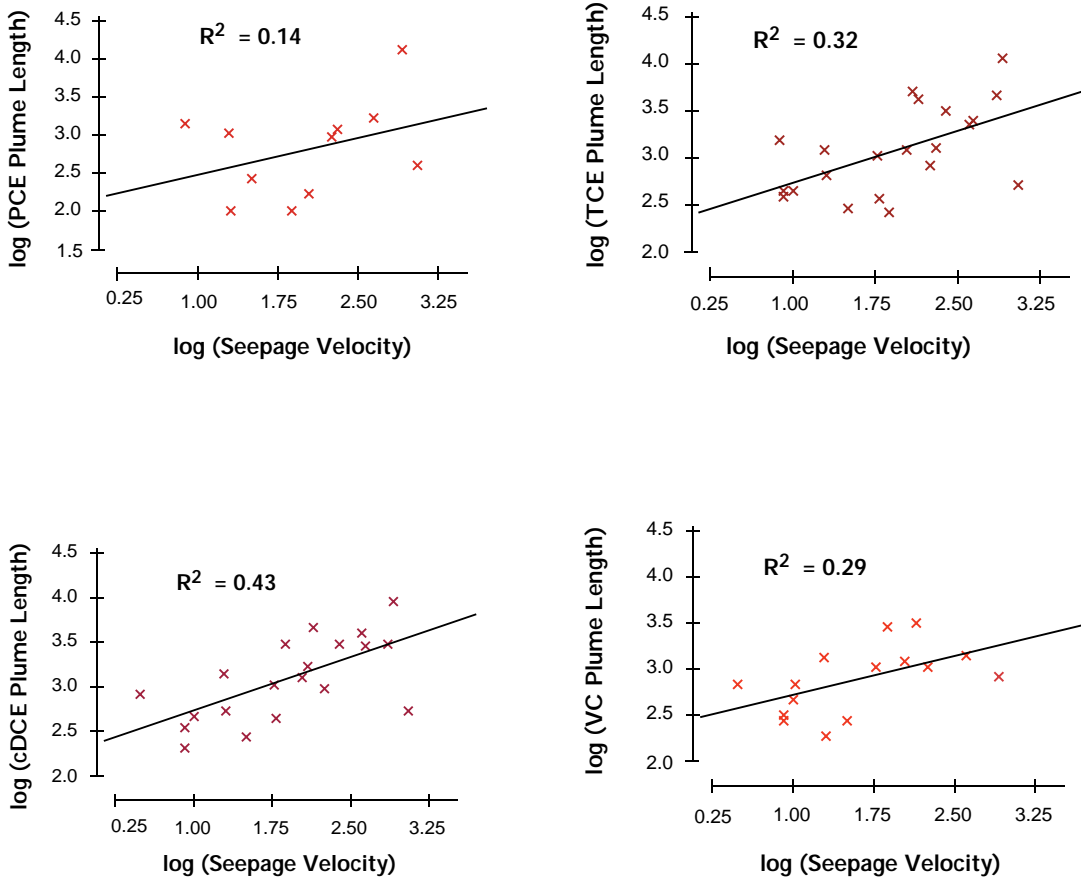 R² = 0.14
log (PCE Plume Length)
4.5
4.0
3.5
3.0
2.5
2.0
1.5
0.25 1.00 1.75 2.50 3.25
log (Seepage Velocity)
R² = 0.32
log (TCE Plume Length)
4.5
4.0
3.5
3.0
2.5
2.0
0.25 1.00 1.75 2.50 3.25
log (Seepage Velocity)
R² = 0.43
log (cDCE Plume Length)
4.5
4.0
3.5
3.0
2.5
2.0
0.25 1.00 1.75 2.50 3.25
log (Seepage Velocity)
R² = 0.29
log (VC Plume Length)
4.5
4.0
3.5
3.0
2.5
2.0
0.25 1.00 1.75 2.50 3.25
log (Seepage Velocity)